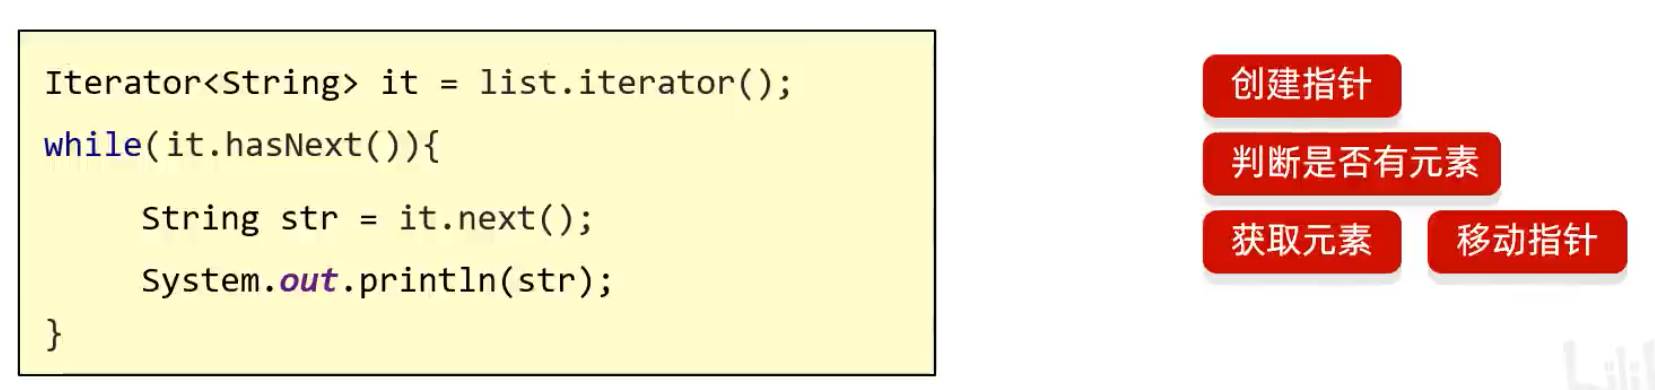 Iterator<String> it = list.iterator();
while(it.hasNext()){
String str = it.next();
System.out.println(str);
}
创建指针
判断是否有元素
获取元素 移动指针